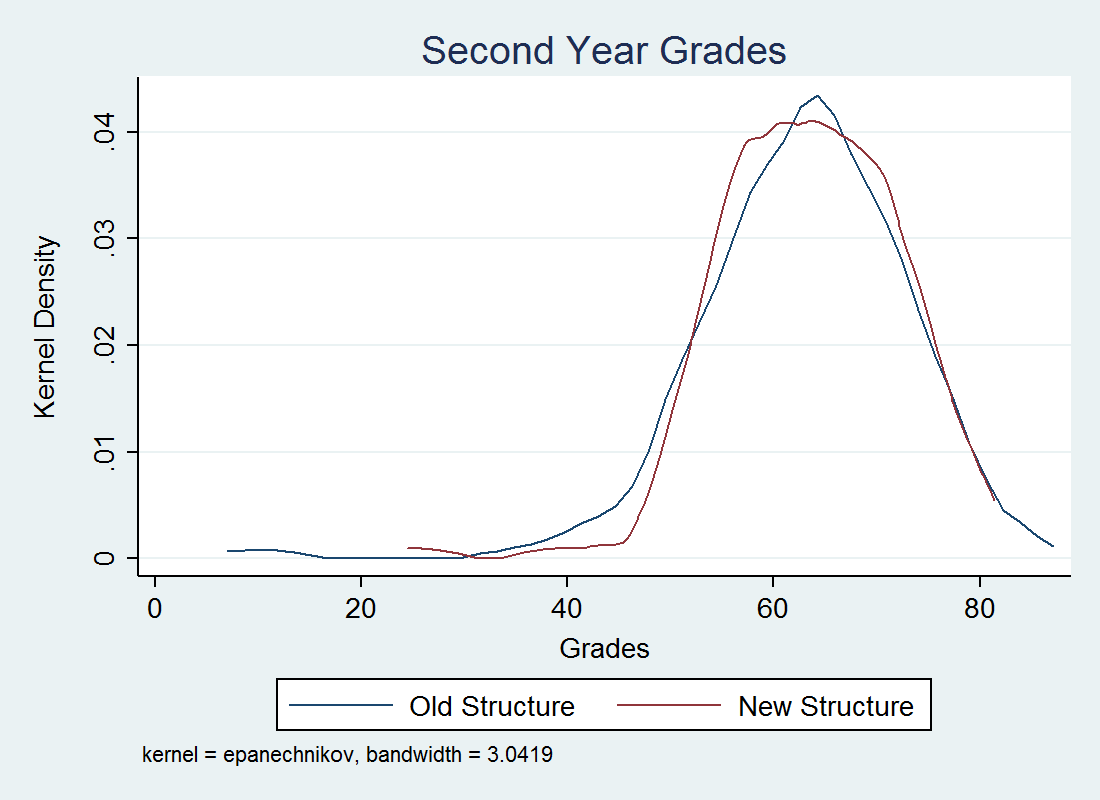 Second Year Grades
Kernel Density
.04
.03
.02
.01
0
0 20 40 60 80
Grades
Old Structure New Structure
kernel = epanechnikov, bandwidth = 3.0419